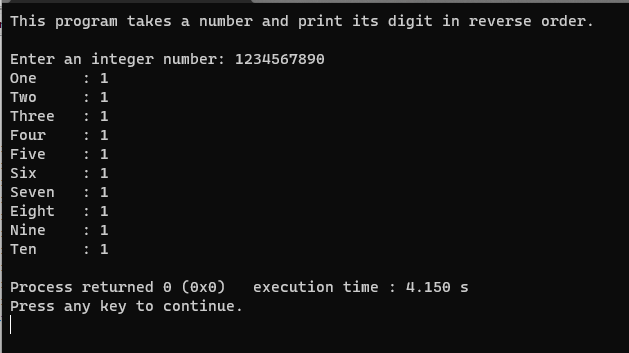 This program takes a number and print its digit in reverse order.
Enter an integer number: 1234567890
One     : 1
Two     : 1
Three   : 1
Four    : 1
Five    : 1
Six     : 1
Seven   : 1
Eight   : 1
Nine    : 1
Ten     : 1
Process returned 0 (0x0)   execution time : 4.150 s
Press any key to continue.